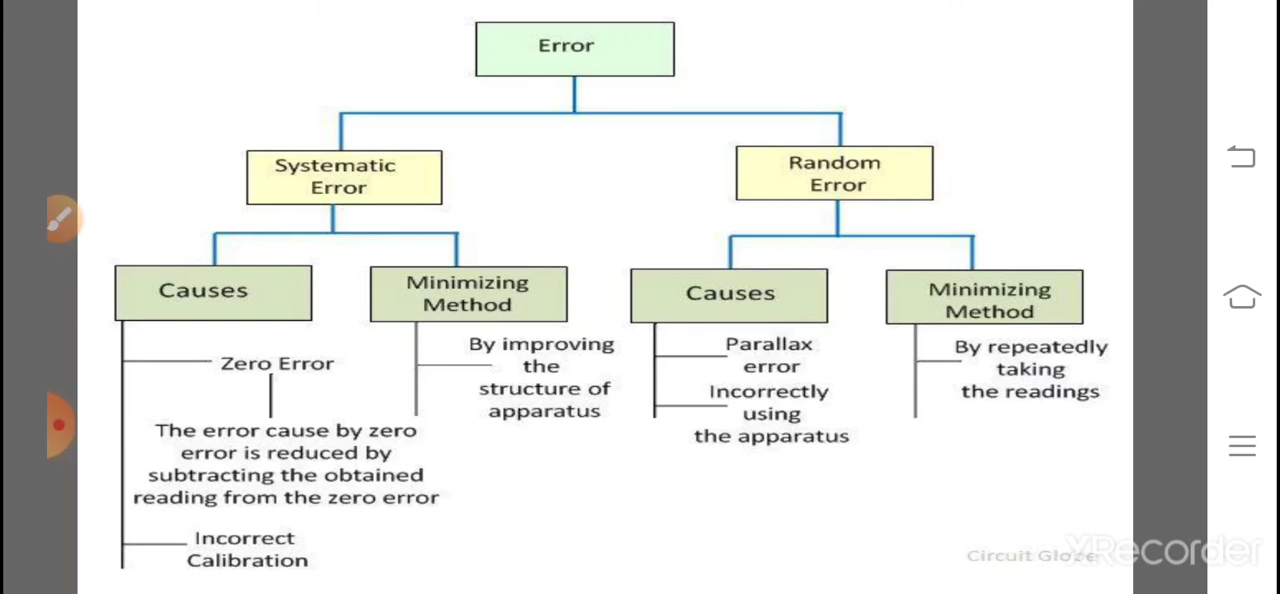 Error
Systematic
Error
Random
Error
Causes
Minimizing
Method
Causes
Minimizing
Method
Zero Error
The error cause by zero
error is reduced by
subtracting the obtained
reading from the zero error
Incorrect
Calibration
By improving
the
structure of
apparatus
Parallax
error
Incorrectly
using
the apparatus
By repeatedly
taking
the readings
Circuit Globe
XRecorder